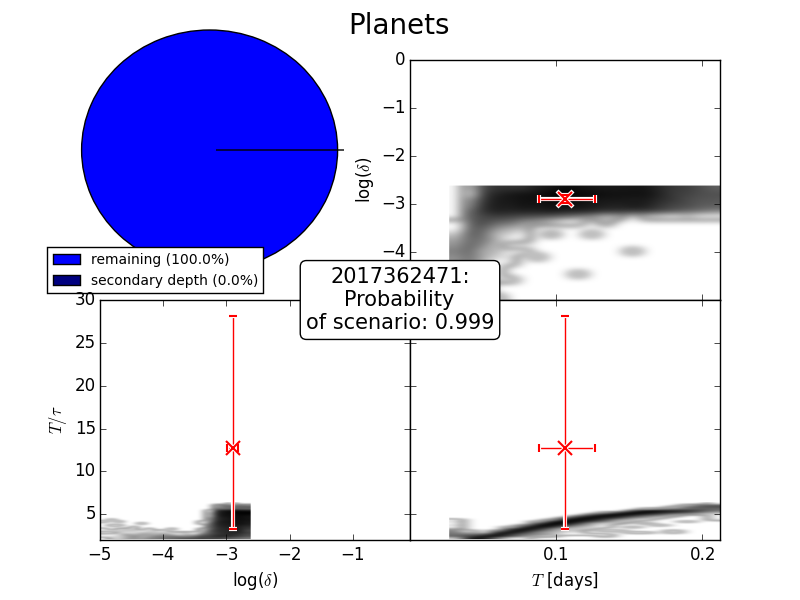 Planets
0
−1
−2
−3
−4
log(δ)
remaining (100.0%)
secondary depth (0.0%)
2017362471:
Probability
of scenario: 0.999
30
25
20
15
10
5
T/τ
−5
−4
−3
−2
−1
log(δ)
0.1
0.2
T [days]